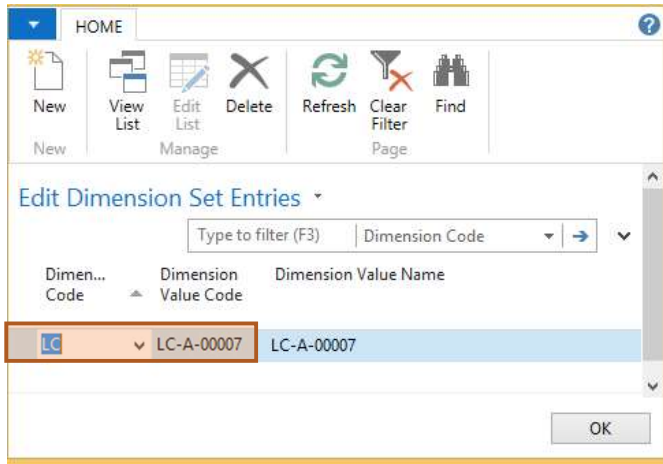 HOME
New
View List
Edit List
Delete
Refresh
Clear Filter
Find
New
Manage
Page
Edit Dimension Set Entries
Type to filter (F3)
Dimension Code
Dimen... Code
Dimension Value Code
Dimension Value Name
LC
LC-A-00007
LC-A-00007
OK